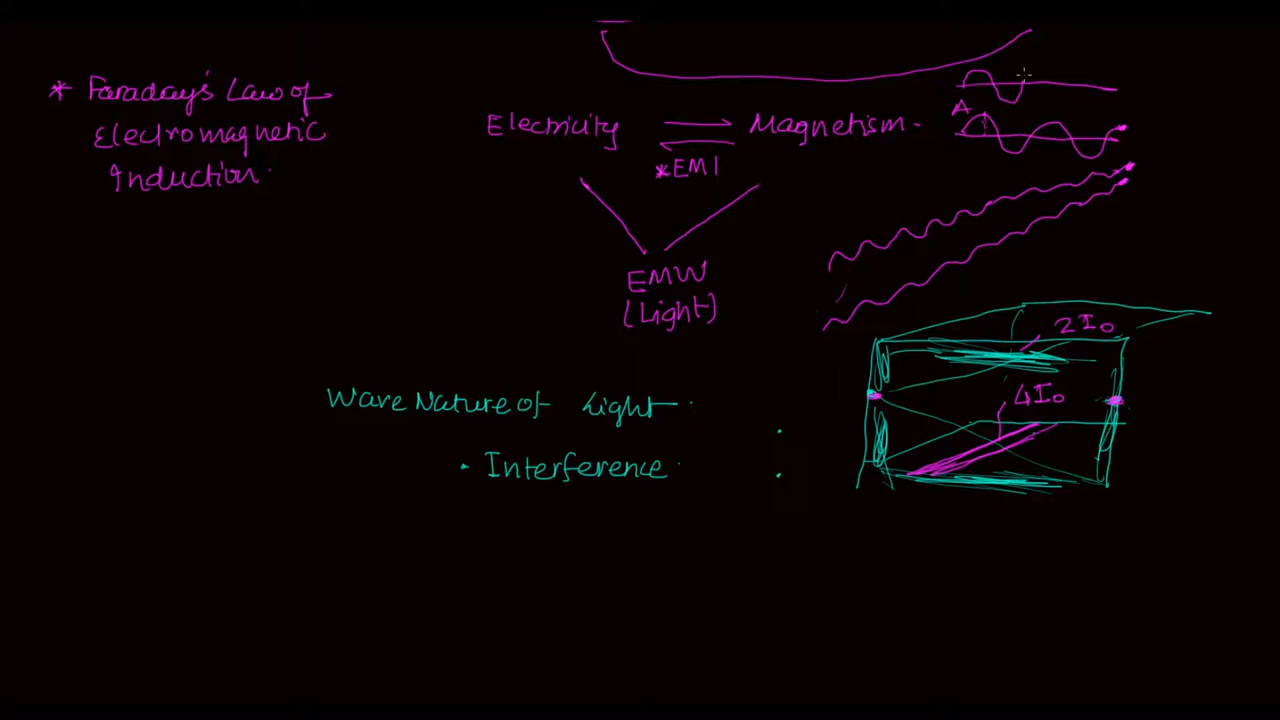 * Faraday's Law of
Electromagnetic
Induction.
Electricity
Magnetism.
*EMI
EMW
(Light)
A
2I₀
4I₀
Wave Nature of Light.
• Interference.